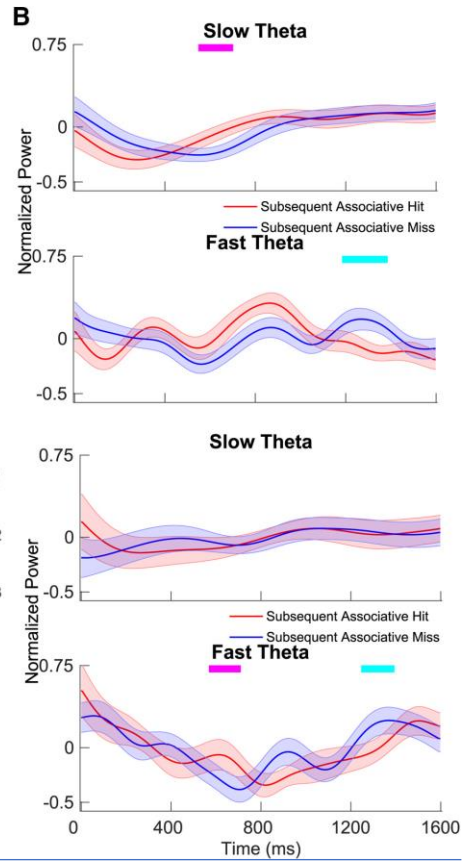 B
Slow Theta
0.75
0
-0.5
Normalized Power
Subsequent Associative Hit
Subsequent Associative Miss
Fast Theta
0.75
0
-0.5
Slow Theta
0.75
0
-0.5
Normalized Power
Subsequent Associative Hit
Subsequent Associative Miss
Fast Theta
0.75
0
-0.5
0 400 800 1200 1600
Time (ms)